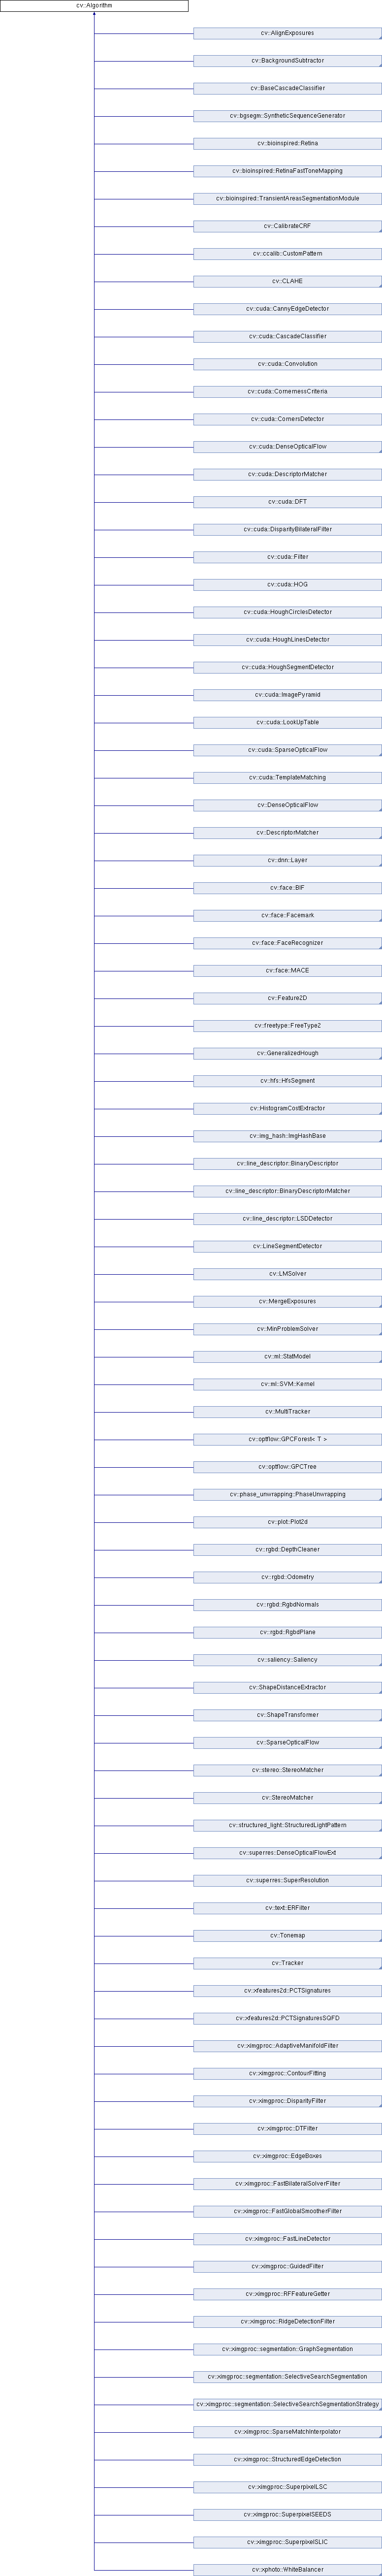 cv::Algorithm
cv::AlignExposures
cv::BackgroundSubtractor
cv::BaseCascadeClassifier
cv::bgsegm::SyntheticSequenceGenerator
cv::bioinspired::Retina
cv::bioinspired::RetinaFastToneMapping
cv::bioinspired::TransientAreasSegmentationModule
cv::CalibrateCRF
cv::ccalib::CustomPattern
cv::CLAHE
cv::cuda::CannyEdgeDetector
cv::cuda::CascadeClassifier
cv::cuda::Convolution
cv::cuda::CornernessCriteria
cv::cuda::CornersDetector
cv::cuda::DenseOpticalFlow
cv::cuda::DescriptorMatcher
cv::cuda::DFT
cv::cuda::DisparityBilateralFilter
cv::cuda::Filter
cv::cuda::HOG
cv::cuda::HoughCirclesDetector
cv::cuda::HoughLinesDetector
cv::cuda::HoughSegmentDetector
cv::cuda::ImagePyramid
cv::cuda::LookUpTable
cv::cuda::SparseOpticalFlow
cv::cuda::TemplateMatching
cv::DenseOpticalFlow
cv::DescriptorMatcher
cv::dnn::Layer
cv::face::BIF
cv::face::Facemark
cv::face::FaceRecognizer
cv::face::MACE
cv::Feature2D
cv::freetype::FreeType2
cv::GeneralizedHough
cv::hfs::HfsSegment
cv::HistogramCostExtractor
cv::img_hash::ImgHashBase
cv::line_descriptor::BinaryDescriptor
cv::line_descriptor::BinaryDescriptorMatcher
cv::line_descriptor::LSDDetector
cv::LineSegmentDetector
cv::LMSolver
cv::MergeExposures
cv::MinProblemSolver
cv::ml::StatModel
cv::ml::SVM::Kernel
cv::MultiTracker
cv::optflow::GPCForest< T >
cv::optflow::GPCTree
cv::phase_unwrapping::PhaseUnwrapping
cv::plot::Plot2d
cv::rgbd::DepthCleaner
cv::rgbd::Odometry
cv::rgbd::RgbdNormals
cv::rgbd::RgbdPlane
cv::saliency::Saliency
cv::ShapeDistanceExtractor
cv::ShapeTransformer
cv::SparseOpticalFlow
cv::stereo::StereoMatcher
cv::StereoMatcher
cv::structured_light::StructuredLightPattern
cv::superres::DenseOpticalFlowExt
cv::superres::SuperResolution
cv::text::ERFilter
cv::Tonemap
cv::Tracker
cv::xfeatures2d::PCTSignatures
cv::xfeatures2d::PCTSignaturesSQFD
cv::ximgproc::AdaptiveManifoldFilter
cv::ximgproc::ContourFitting
cv::ximgproc::DisparityFilter
cv::ximgproc::DTFilter
cv::ximgproc::EdgeBoxes
cv::ximgproc::FastBilateralSolverFilter
cv::ximgproc::FastGlobalSmootherFilter
cv::ximgproc::FastLineDetector
cv::ximgproc::GuidedFilter
cv::ximgproc::RFFeatureGetter
cv::ximgproc::RidgeDetectionFilter
cv::ximgproc::segmentation::GraphSegmentation
cv::ximgproc::segmentation::SelectiveSearchSegmentation
cv::ximgproc::segmentation::SelectiveSearchSegmentationStrategy
cv::ximgproc::SparseMatchInterpolator
cv::ximgproc::StructuredEdgeDetection
cv::ximgproc::SuperpixelLSC
cv::ximgproc::SuperpixelSEEDS
cv::ximgproc::SuperpixelSLIC
cv::xphoto::WhiteBalancer